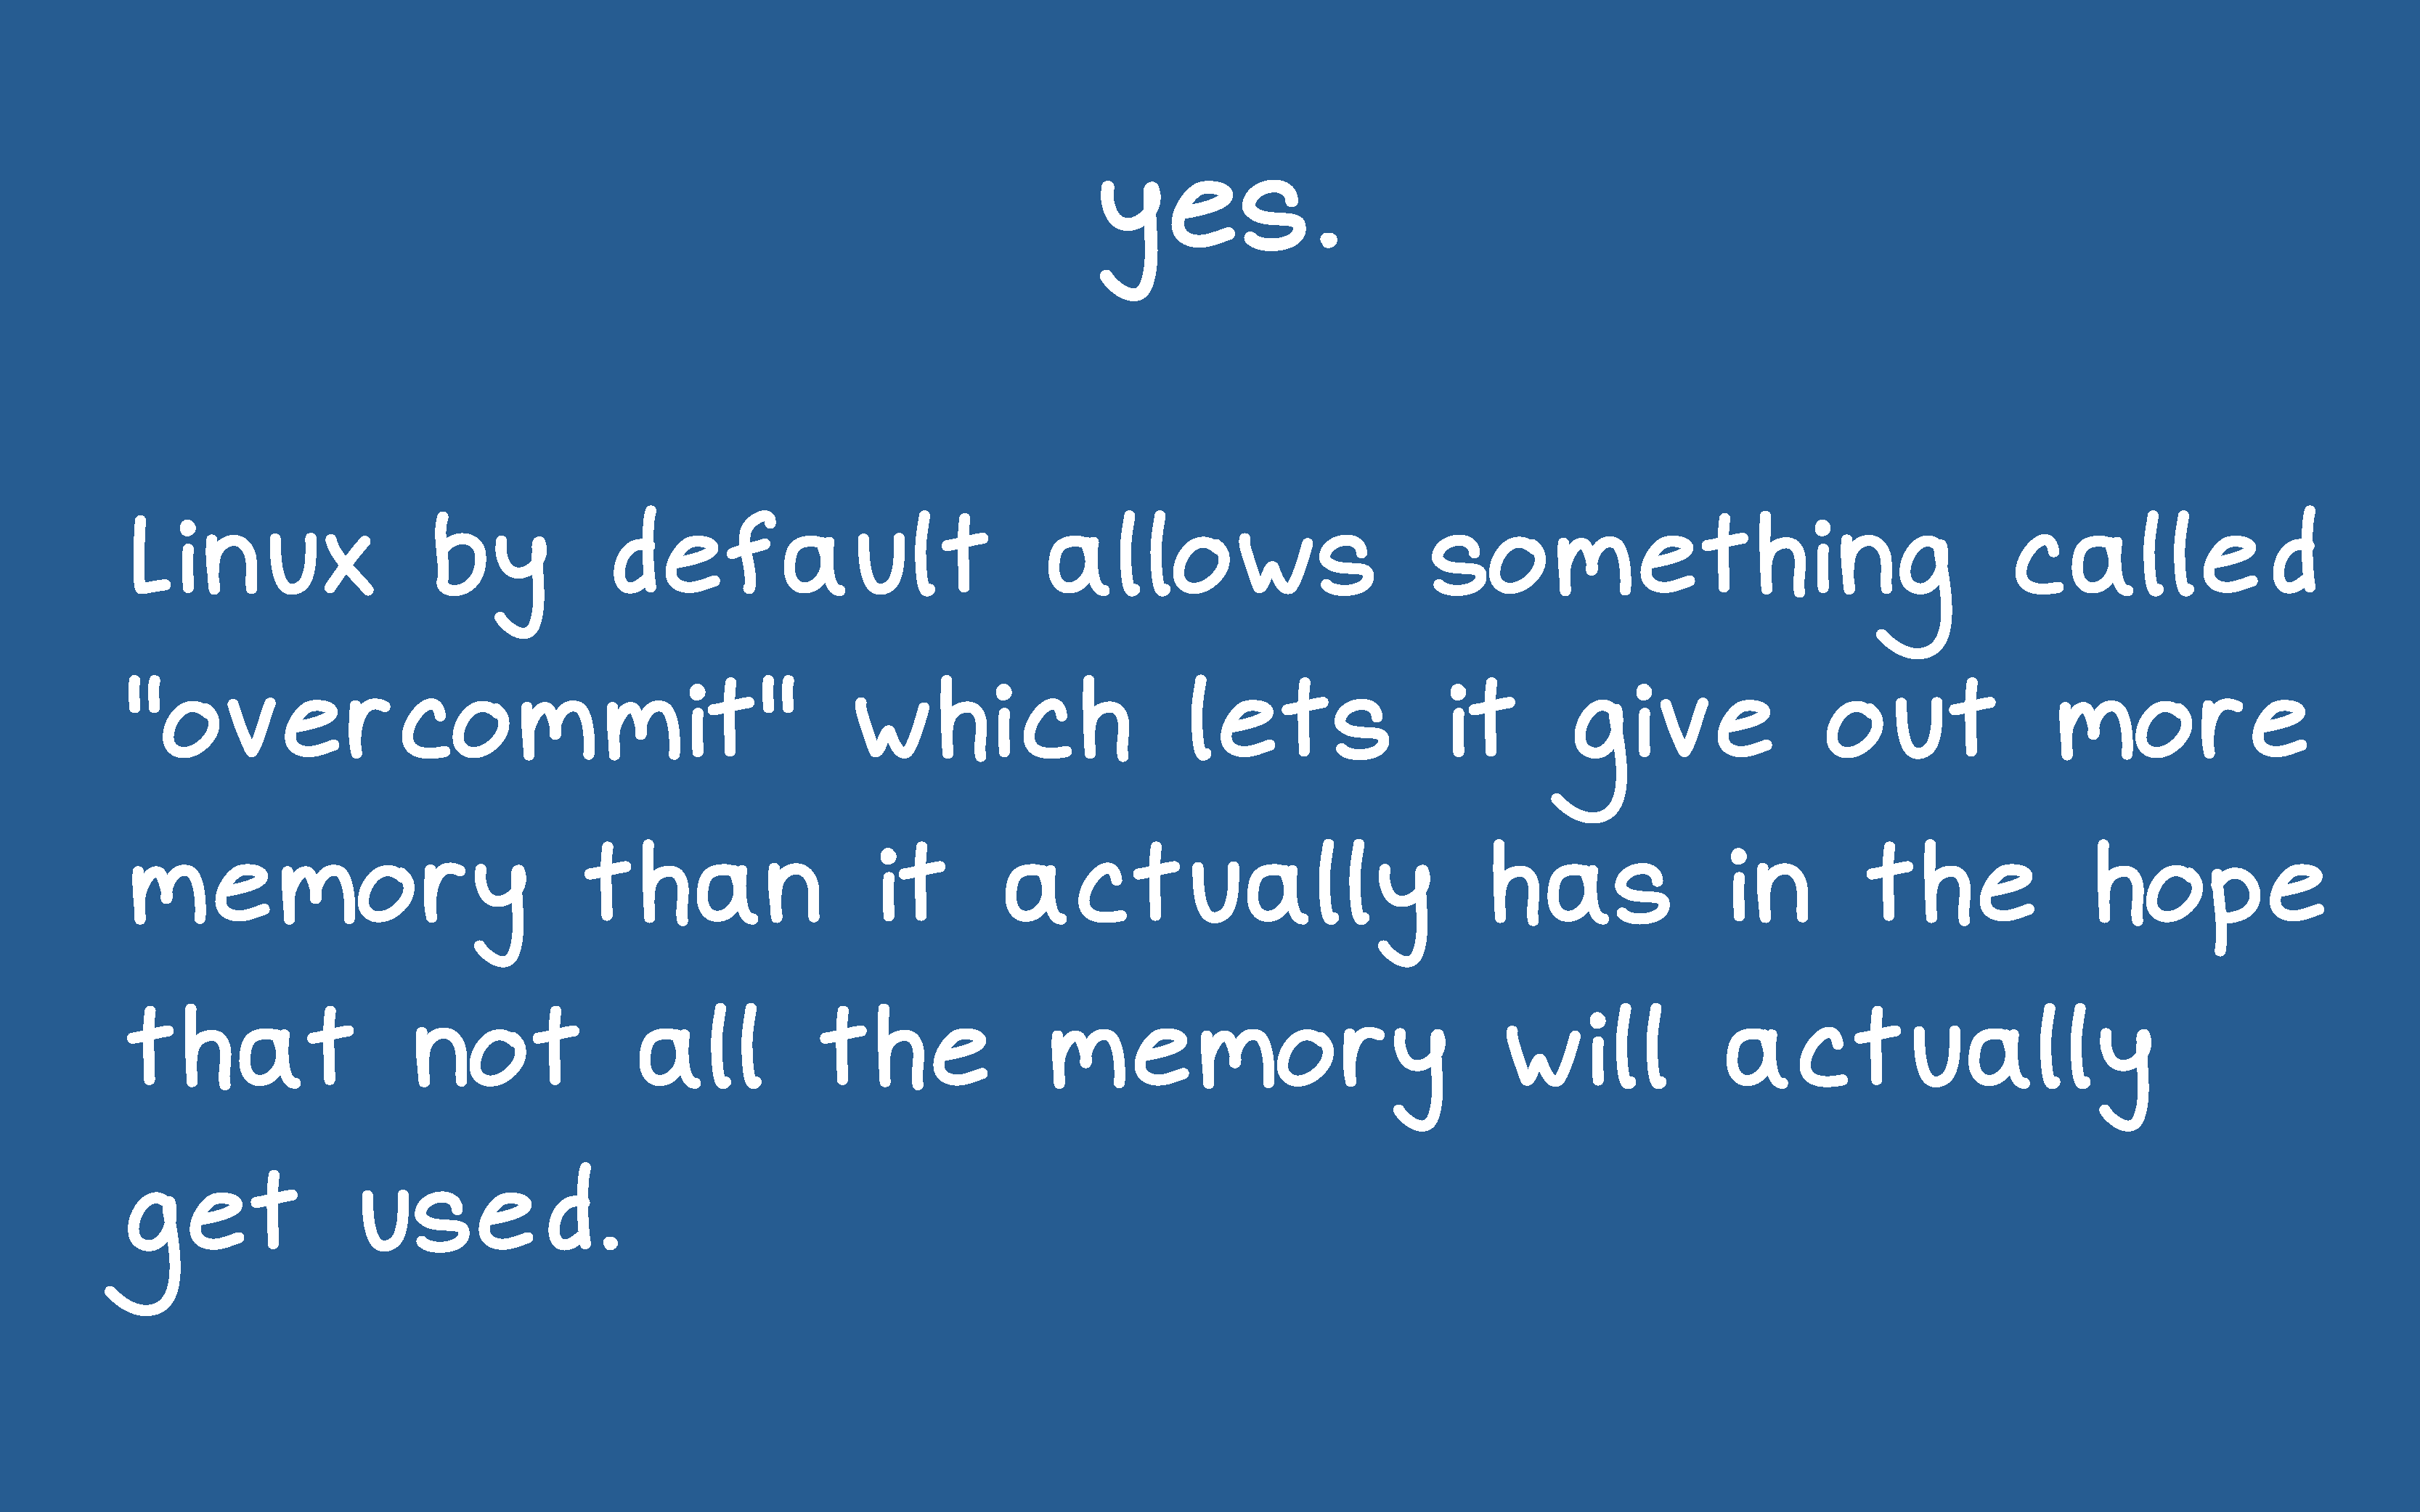 yes.
Linux by default allows something called
"overcommit" which lets it give out more
memory than it actually has in the hope
that not all the memory will actually
get used.